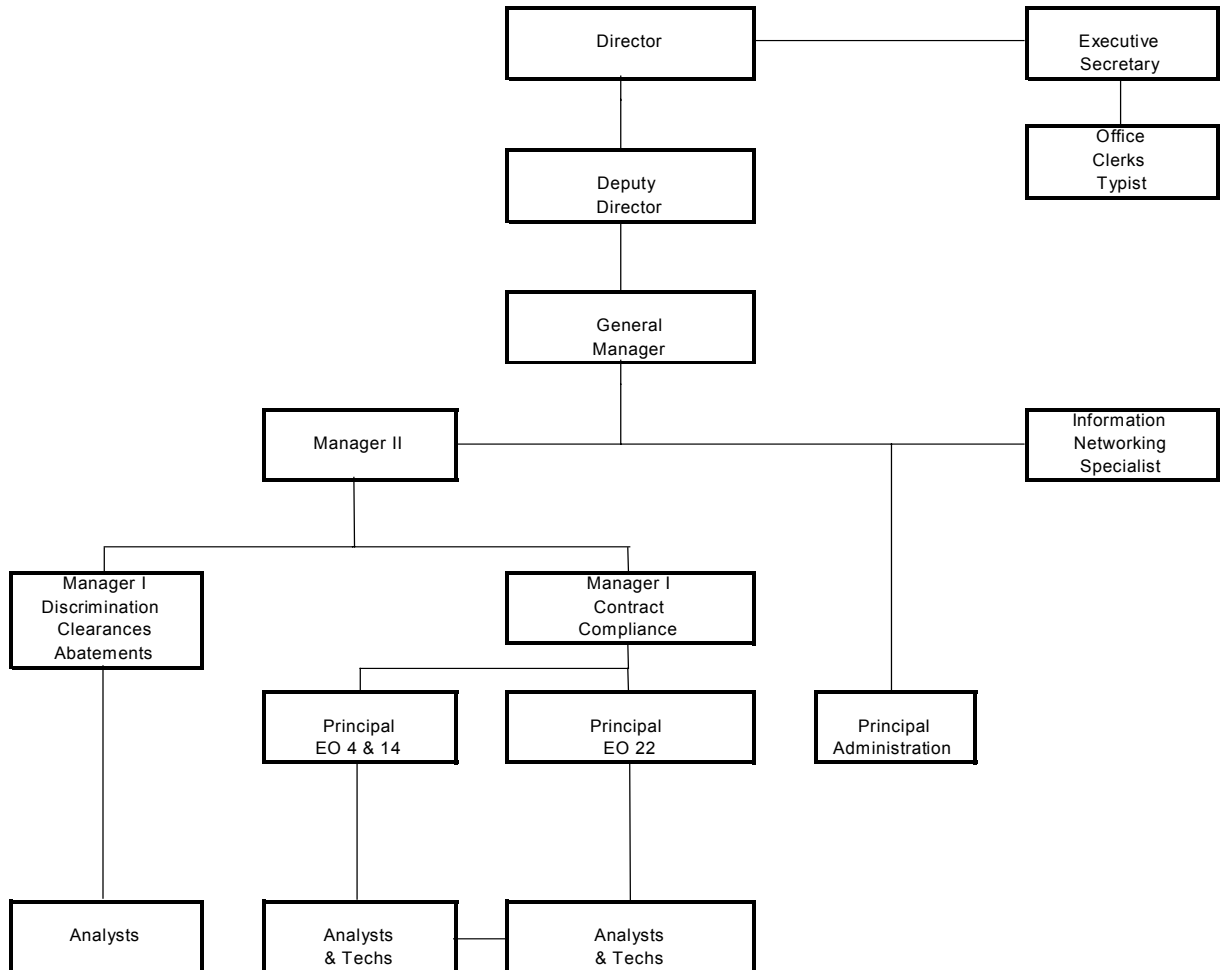 Director
Executive
Secretary
Office
Clerks
Typist
Deputy
Director
General
Manager
Manager II
Information
Networking
Specialist
Manager I
Discrimination
Clearances
Abatements
Manager I
Contract
Compliance
Principal
EO 4 & 14
Principal
EO 22
Principal
Administration
Analysts
Analysts
& Techs
Analysts
& Techs